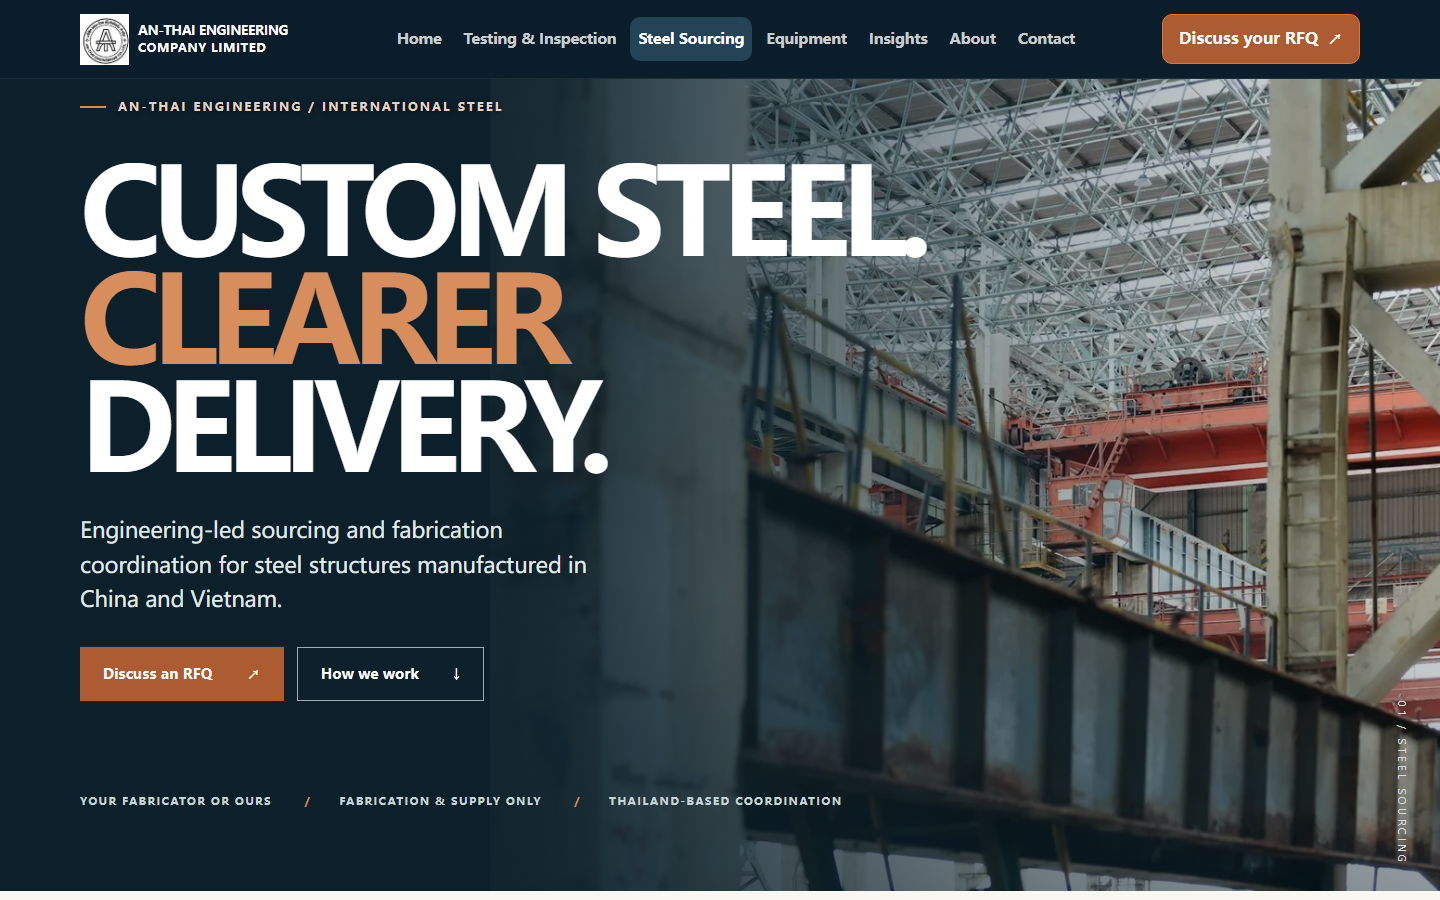 AN-THAI ENGINEERING
COMPANY LIMITED
Home
Testing & Inspection
Steel Sourcing
Equipment
Insights
About
Contact
Discuss your RFQ ↗
AN-THAI ENGINEERING / INTERNATIONAL STEEL
CUSTOM STEEL.
CLEARER
DELIVERY.
Engineering-led sourcing and fabrication
coordination for steel structures manufactured in
China and Vietnam.
Discuss an RFQ ↗
How we work ↓
YOUR FABRICATOR OR OURS / FABRICATION & SUPPLY ONLY / THAILAND-BASED COORDINATION
01 / STEEL SOURCING